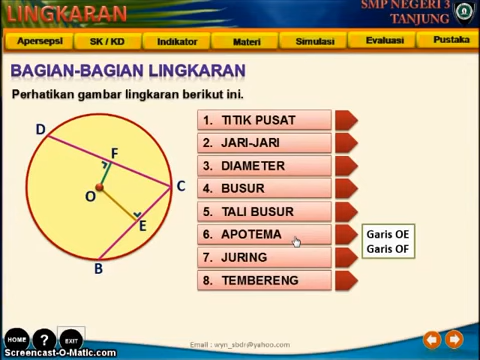 LINGKARAN
SMP NEGERI 3
TANJUNG
Apersepsi
SK / KD
Indikator
Materi
Simulasi
Evaluasi
Pustaka
BAGIAN-BAGIAN LINGKARAN
Perhatikan gambar lingkaran berikut ini.
D
F
C
O
E
B
1. TITIK PUSAT
2. JARI-JARI
3. DIAMETER
4. BUSUR
5. TALI BUSUR
6. APOTEMA
7. JURING
8. TEMBERENG
Garis OE
Garis OF
HOME
?
EXIT
Email : wyn_sbdr@yahoo.com
Screencast-O-Matic.com